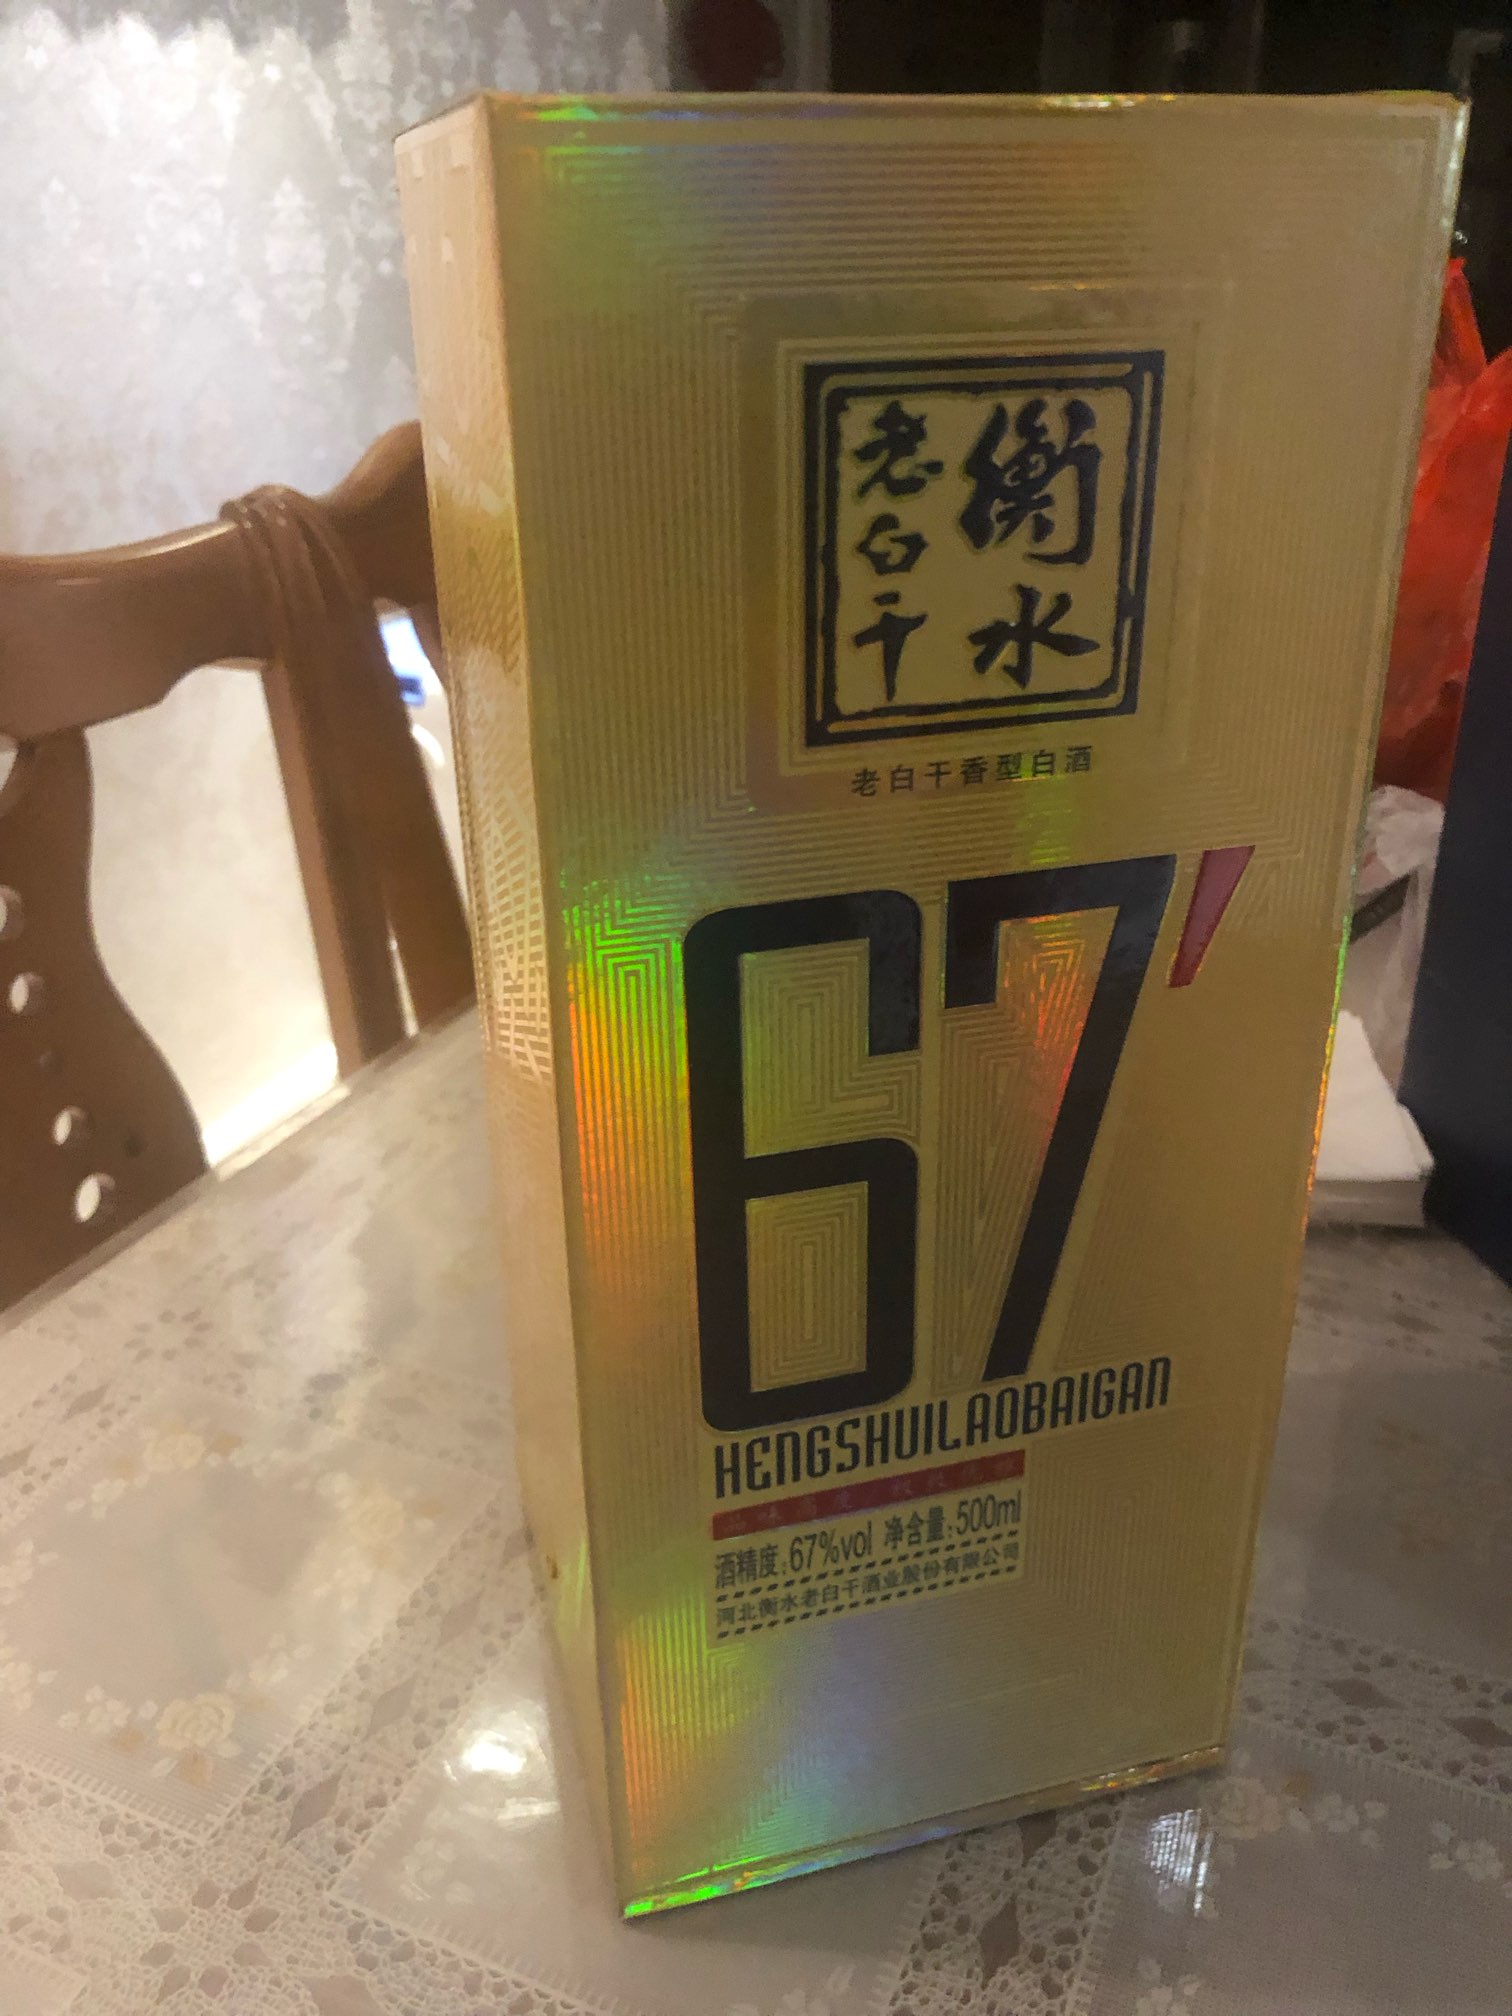 衡水
老白干
老白干香型白酒
67'
HENGSHUILAOBAIGAN
酒精度:67%vol 净含量:500ml
河北衡水老白干酒业股份有限公司